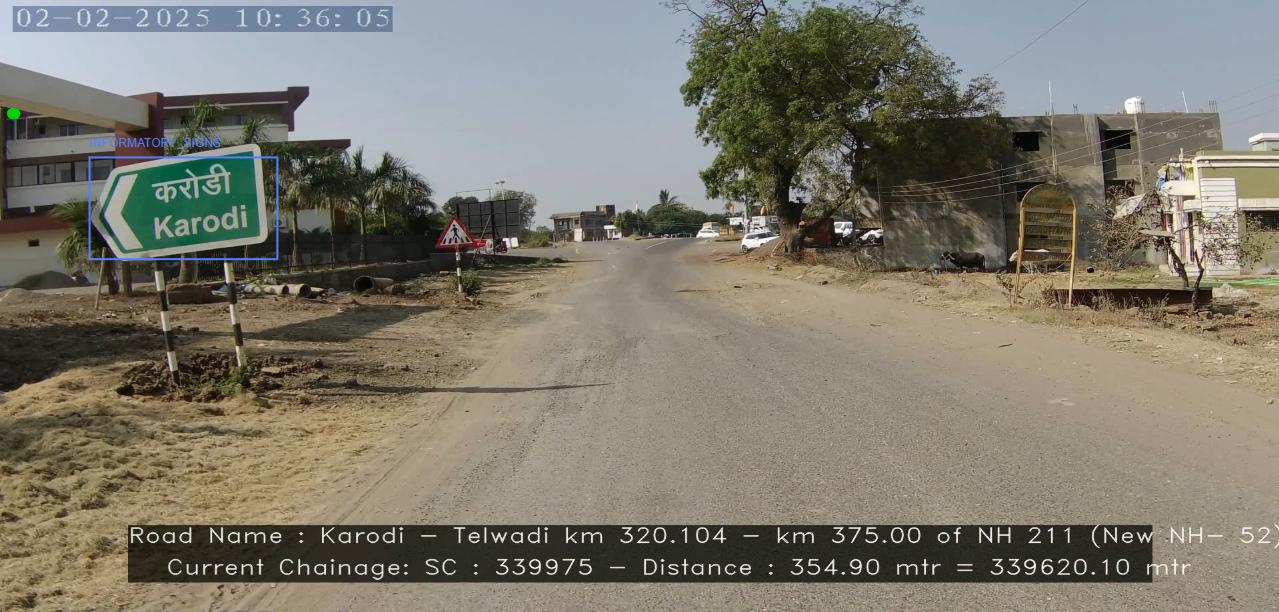 02-02-2025 10:36:05
INFORMATORY_SIGNS
करोडी
Karodi
Road Name : Karodi - Telwadi km 320.104 - km 375.00 of NH 211 (New NH- 52)
Current Chainage: SC : 339975 - Distance : 354.90 mtr = 339620.10 mtr